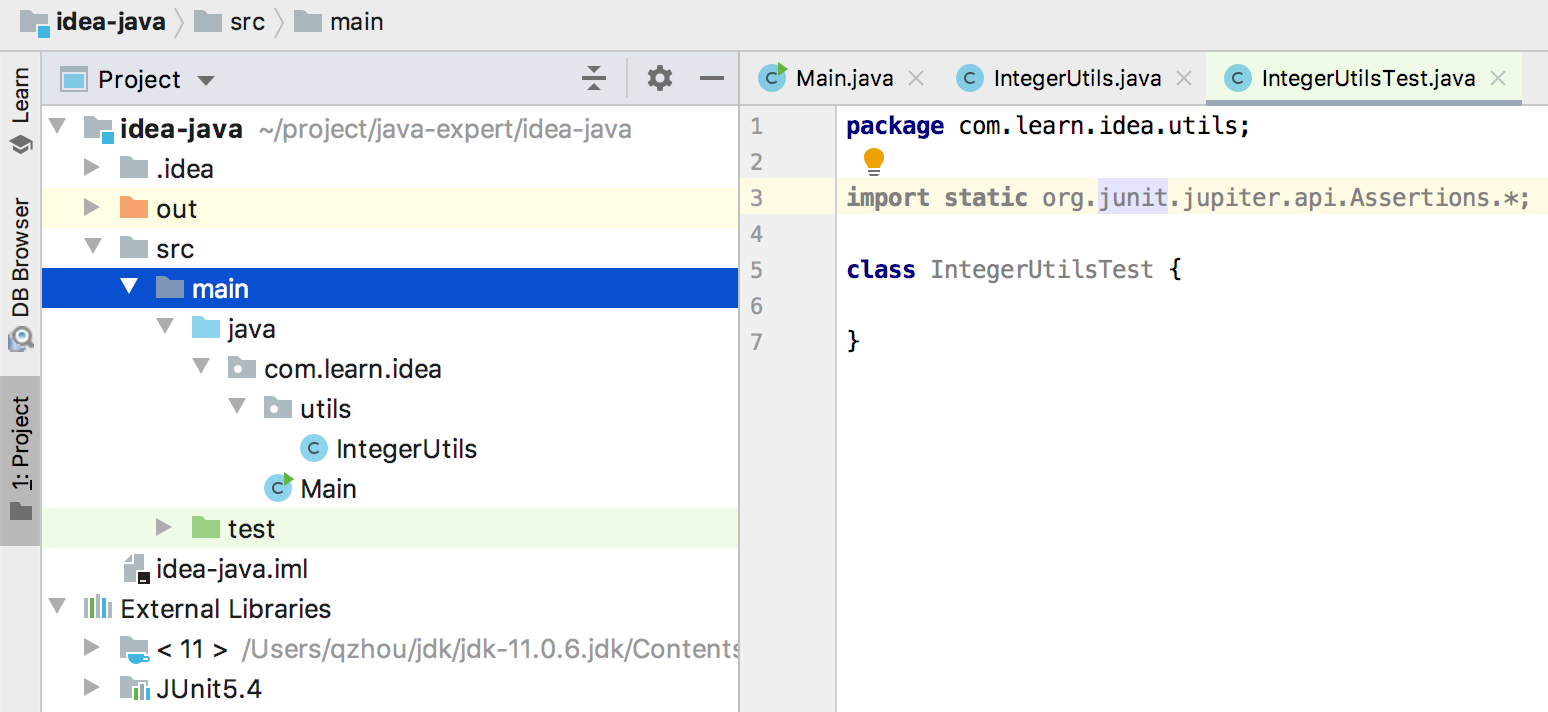 idea-java src main
Learn
DB Browser
1: Project
Project
idea-java ~/project/java-expert/idea-java
.idea
out
src
main
java
com.learn.idea
utils
C IntegerUtils
C Main
test
idea-java.iml
External Libraries
< 11 > /Users/qzhou/jdk/jdk-11.0.6.jdk/Contents
JUnit5.4
C Main.java C IntegerUtils.java C IntegerUtilsTest.java
1 package com.learn.idea.utils;
2
3 import static org.junit.jupiter.api.Assertions.*;
4
5 class IntegerUtilsTest {
6
7 }